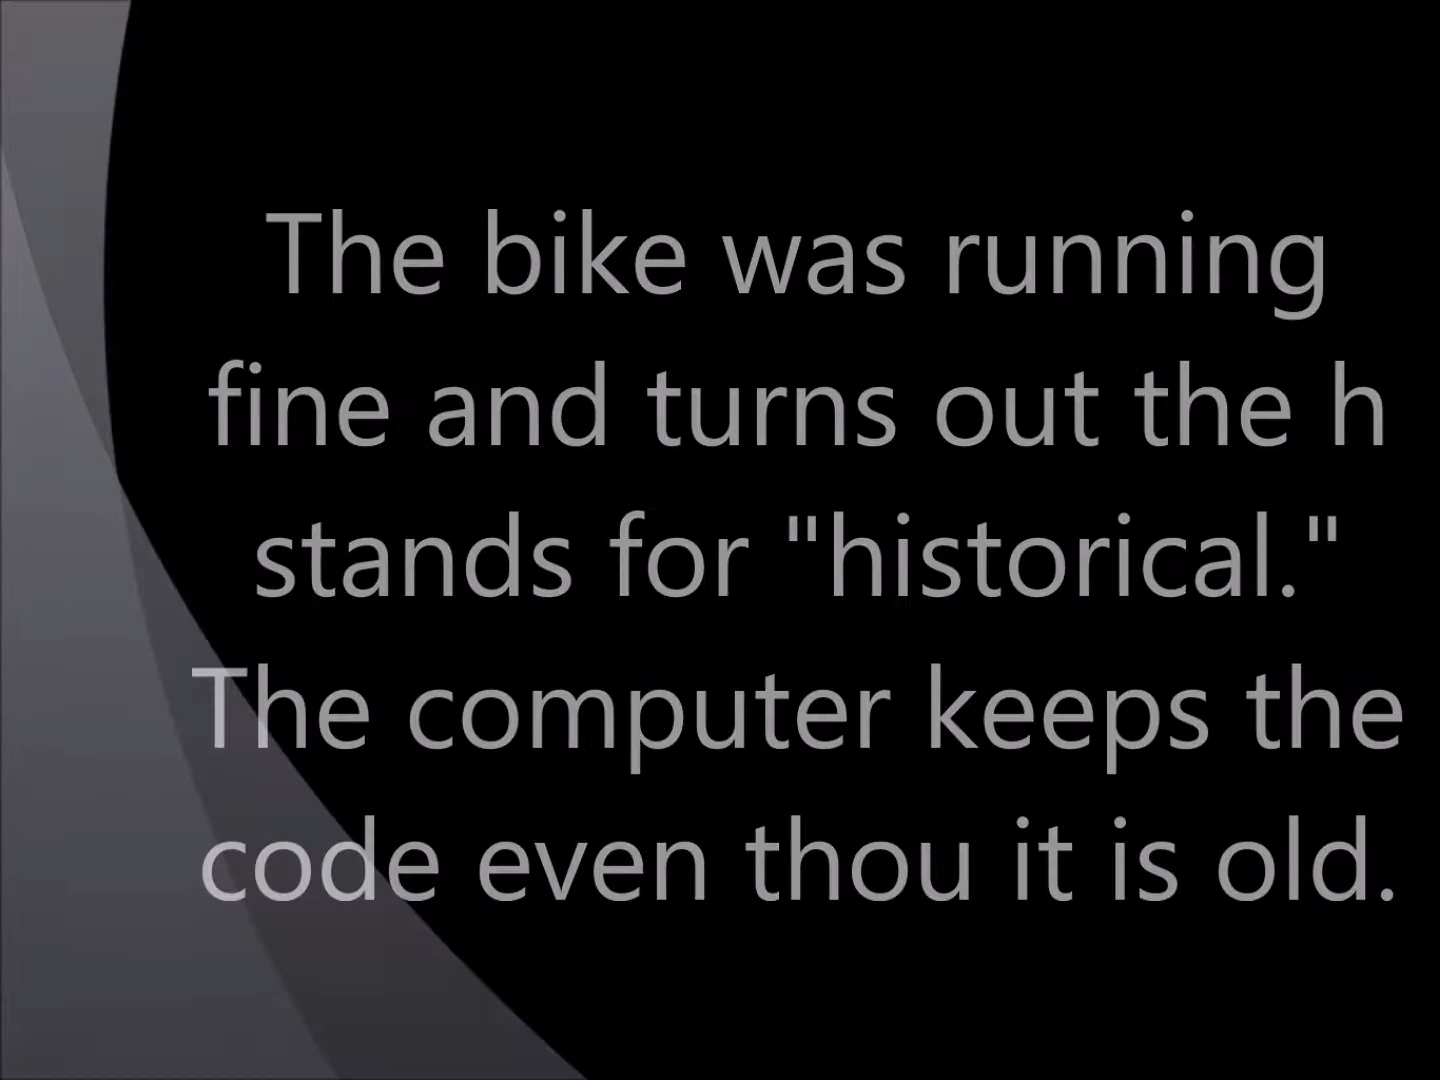 The bike was running
fine and turns out the h
stands for "historical."
The computer keeps the
code even thou it is old.